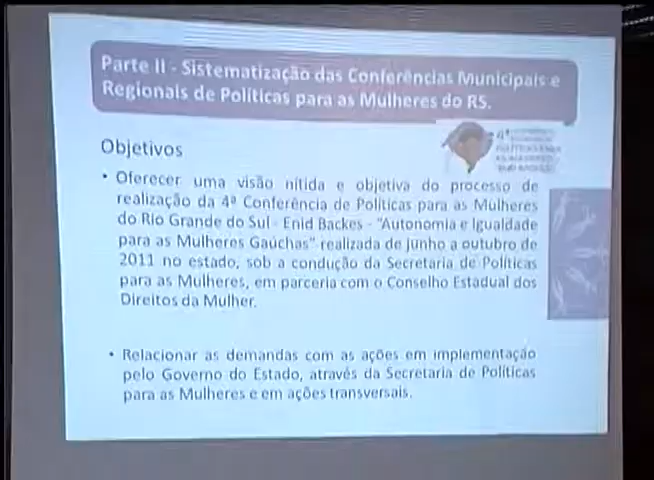 Parte II - Sistematização das Conferências Municipais e
Regionais de Políticas para as Mulheres do RS.
4ª
Objetivos
• Oferecer uma visão nítida e objetiva do processo de
realização da 4ª Conferência de Políticas para as Mulheres
do Rio Grande do Sul - Enid Backes - "Autonomia e Igualdade
para as Mulheres Gaúchas" realizada de junho a outubro de
2011 no estado, sob a condução da Secretaria de Políticas
para as Mulheres, em parceria com o Conselho Estadual dos
Direitos da Mulher.
• Relacionar as demandas com as ações em implementação
pelo Governo do Estado, através da Secretaria de Políticas
para as Mulheres e em ações transversais.